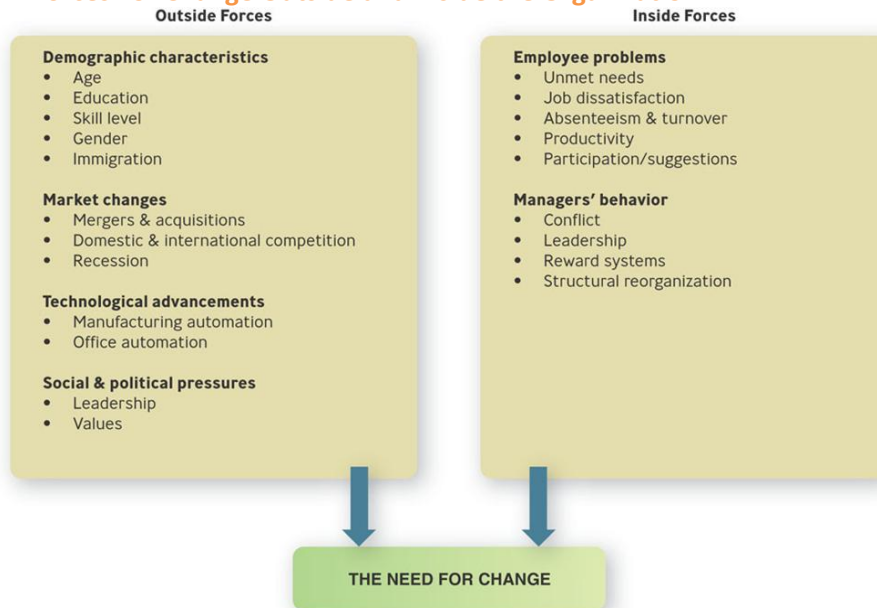 Outside Forces
Demographic characteristics
• Age
• Education
• Skill level
• Gender
• Immigration
Market changes
• Mergers & acquisitions
• Domestic & international competition
• Recession
Technological advancements
• Manufacturing automation
• Office automation
Social & political pressures
• Leadership
• Values
Inside Forces
Employee problems
• Unmet needs
• Job dissatisfaction
• Absenteeism & turnover
• Productivity
• Participation/suggestions
Managers’ behavior
• Conflict
• Leadership
• Reward systems
• Structural reorganization
THE NEED FOR CHANGE